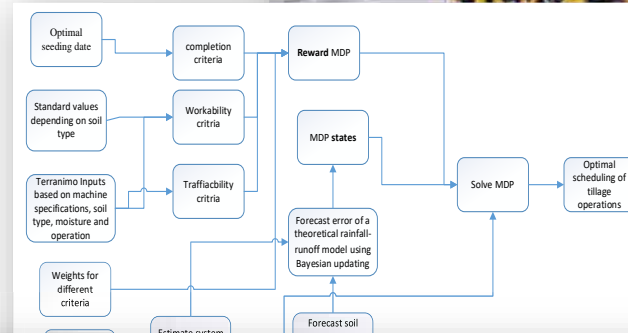 Optimal
seeding date
completion
criteria
Reward MDP
Standard values
depending on soil
type
Workability
critria
MDP states
Terranimo Inputs
based on machine
specifications, soil
type, moisture and
operation
Traffiacbility
critria
Solve MDP
Optimal
scheduling of
tillage
operations
Forecast error of a
theoretical rainfall-
runoff model using
Bayesian updating
Weights for
different
criteria
Estimate system
Forecast soil